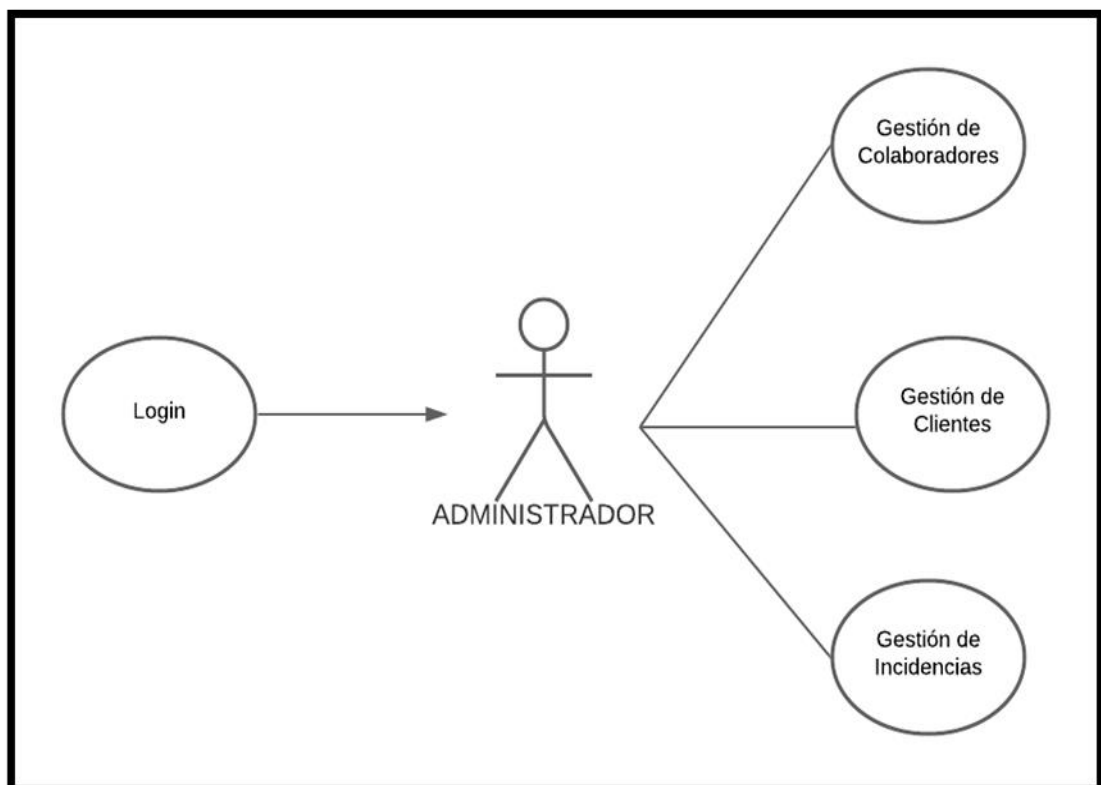 Login
ADMINISTRADOR
Gestión de
Colaboradores
Gestión de
Clientes
Gestión de
Incidencias